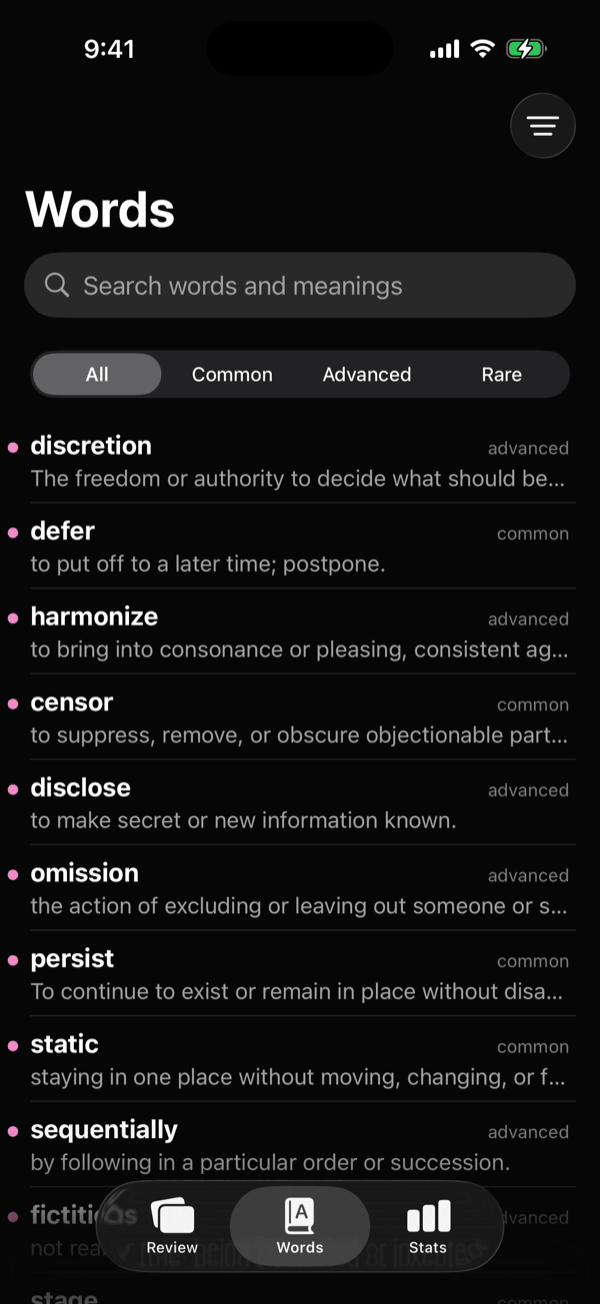 9:41
Words
Search words and meanings
All Common Advanced Rare
discretion advanced
The freedom or authority to decide what should be...
defer common
to put off to a later time; postpone.
harmonize advanced
to bring into consonance or pleasing, consistent ag...
censor common
to suppress, remove, or obscure objectionable part...
disclose advanced
to make secret or new information known.
omission advanced
the action of excluding or leaving out someone or s...
persist common
To continue to exist or remain in place without disa...
static common
staying in one place without moving, changing, or f...
sequentially advanced
by following in a particular order or succession.
not
Review Words Stats
stage common